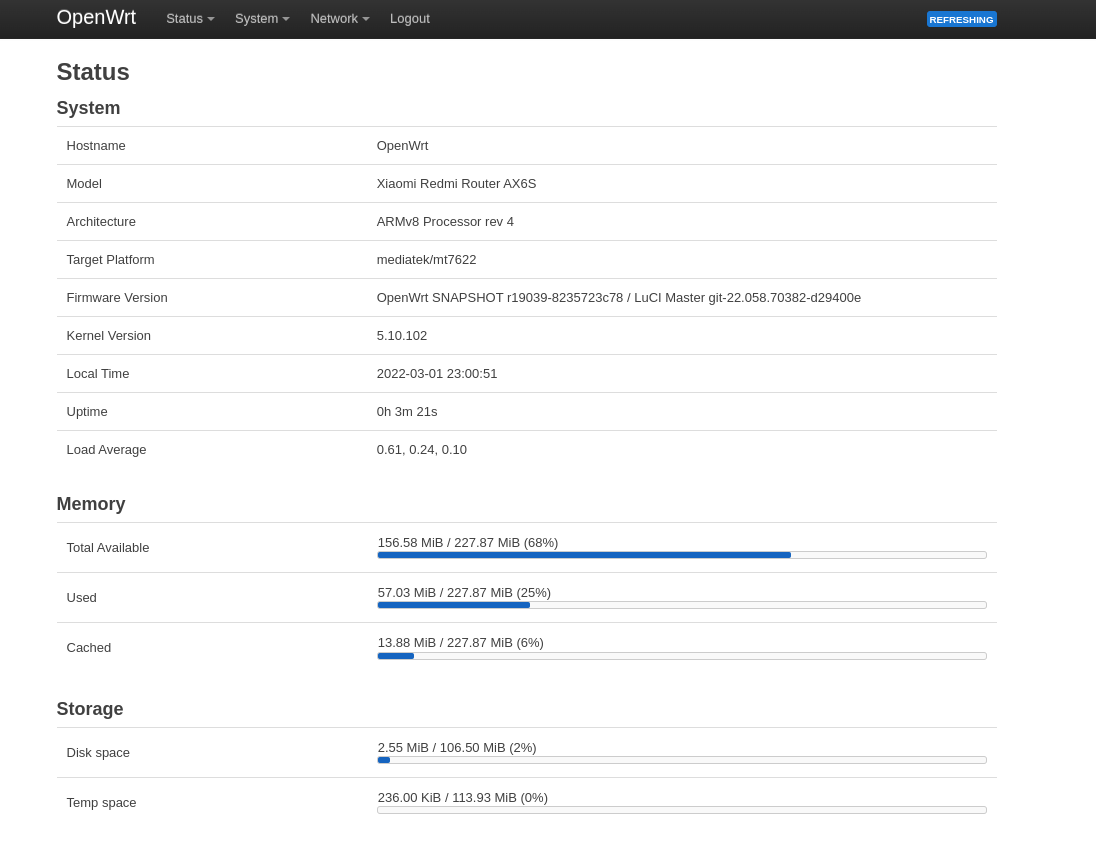 OpenWrt Status System Network Logout REFRESHING
Status
System
Hostname OpenWrt
Model Xiaomi Redmi Router AX6S
Architecture ARMv8 Processor rev 4
Target Platform mediatek/mt7622
Firmware Version OpenWrt SNAPSHOT r19039-8235723c78 / LuCI Master git-22.058.70382-d29400e
Kernel Version 5.10.102
Local Time 2022-03-01 23:00:51
Uptime 0h 3m 21s
Load Average 0.61, 0.24, 0.10
Memory
Total Available 156.58 MiB / 227.87 MiB (68%)
Used 57.03 MiB / 227.87 MiB (25%)
Cached 13.88 MiB / 227.87 MiB (6%)
Storage
Disk space 2.55 MiB / 106.50 MiB (2%)
Temp space 236.00 KiB / 113.93 MiB (0%)